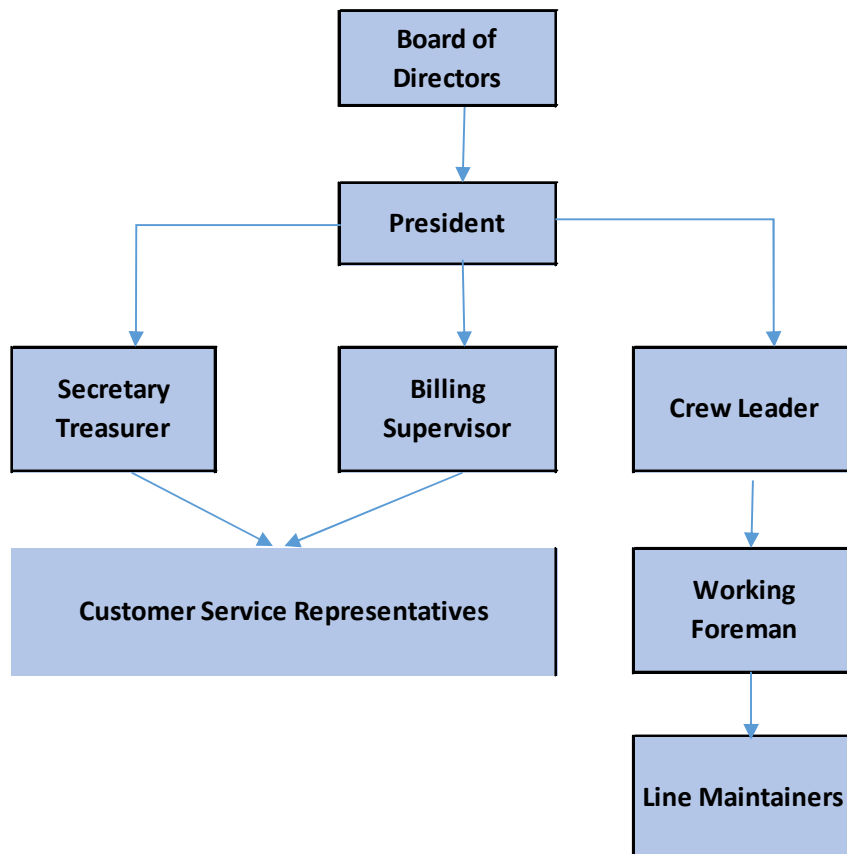 Board of
Directors
President
Secretary
Treasurer
Billing
Supervisor
Crew Leader
Customer Service Representatives
Working
Foreman
Line Maintainers